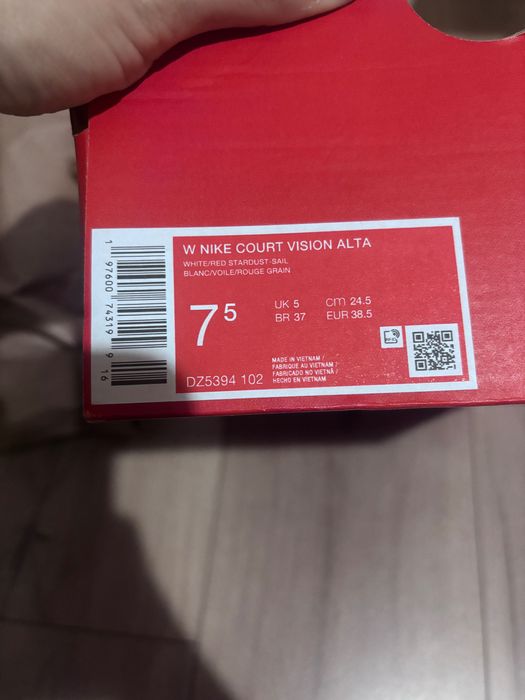 W NIKE COURT VISION ALTA
WHITE/RED STARDUST-SAIL
BLANC/VOILE/ROUGE GRAIN
7 5
UK 5 cm 24.5
BR 37 EUR 38.5
DZ5394 102
MADE IN VIETNAM /
FABRIQUÉ AU VIETNAM /
FABRICADO NO VIETNÃ /
HECHO EN VIETNAM
1 97600 74319 9 16